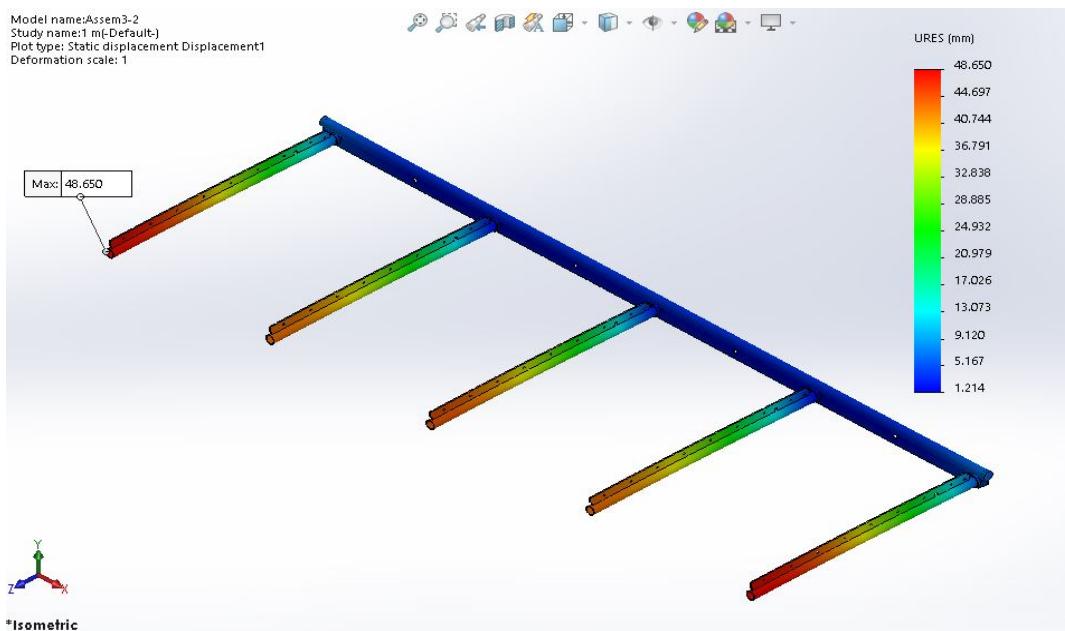 Model name:Assem3-2
Study name:1 m(-Default-)
Plot type: Static displacement Displacement1
Deformation scale: 1
URES (mm)
48.650
44.697
40.744
36.791
32.838
28.885
24.932
20.979
17.026
13.073
9.120
5.167
1.214
Max: 48.650
Y
Z
X
*Isometric